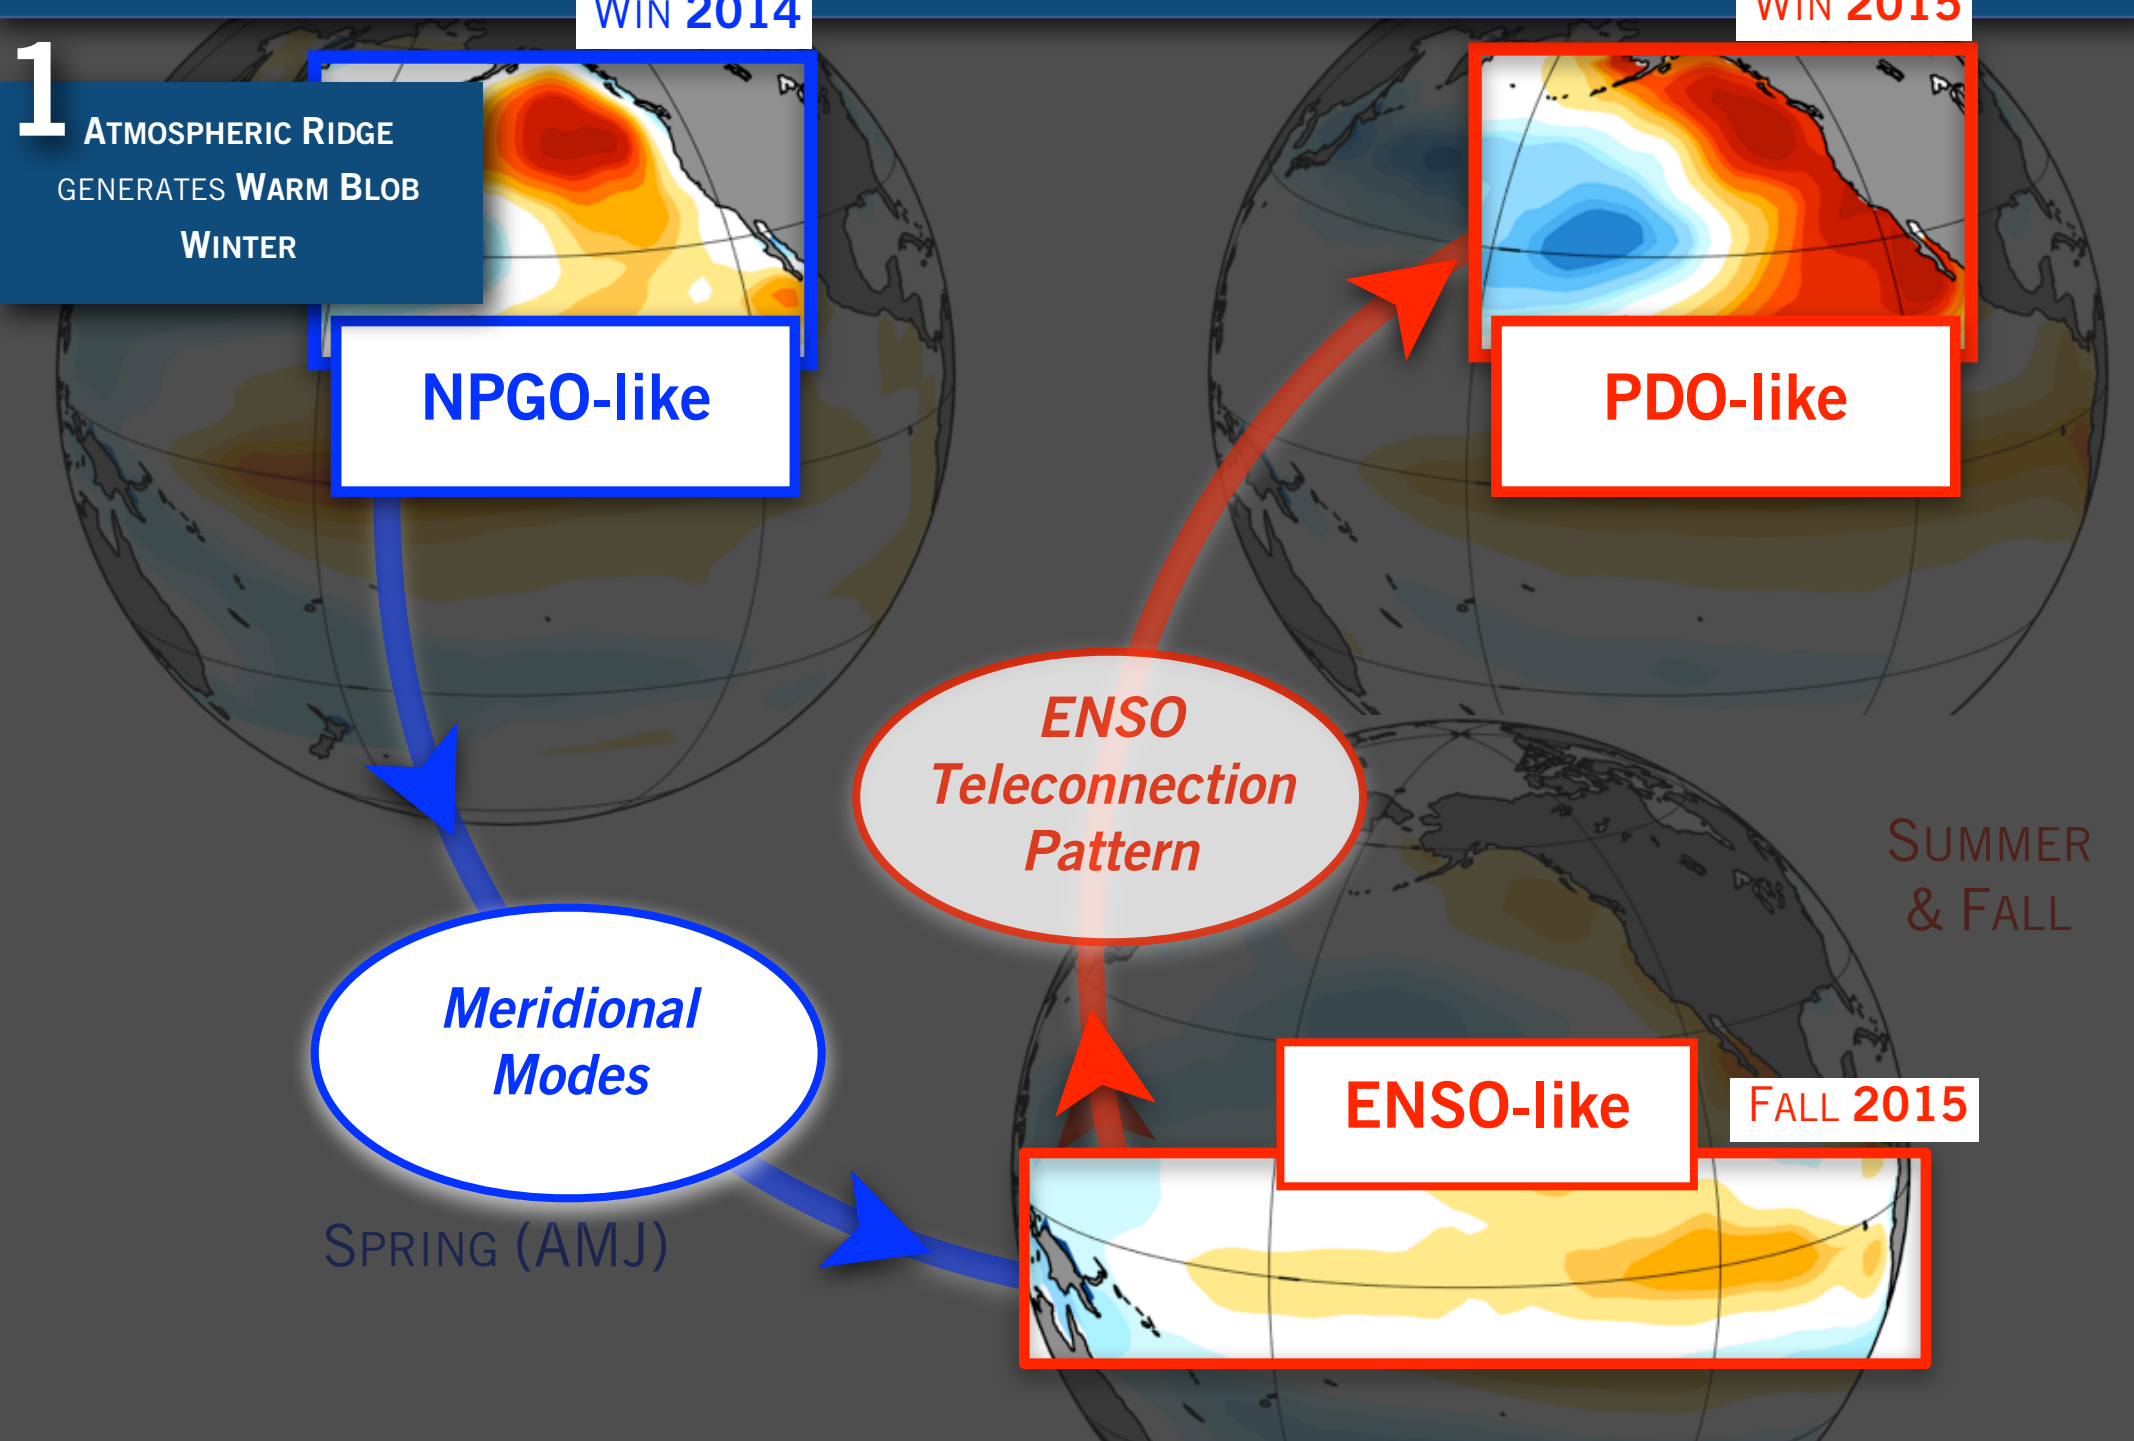 WIN 2014
WIN 2015
1
ATMOSPHERIC RIDGE
GENERATES WARM BLOB
WINTER
NPGO-like
PDO-like
ENSO
Teleconnection
Pattern
SUMMER
& FALL
Meridional
Modes
ENSO-like
FALL 2015
SPRING (AMJ)